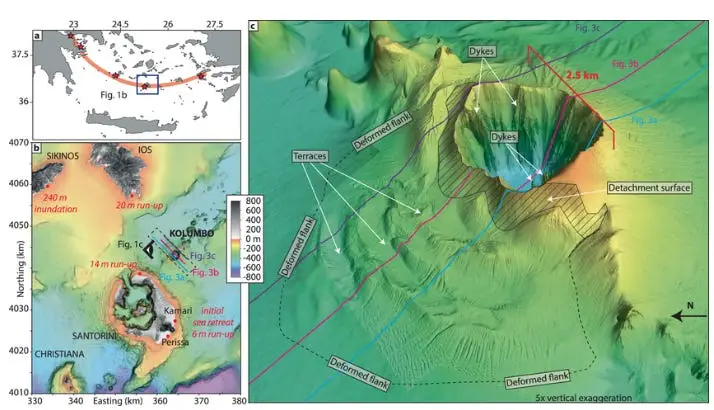 a
23
24.5
26
27.5
37.5
36
Fig. 1b
b
4070
4060
4050
4040
4030
4020
4010
Northing (km)
SIKINOS
IOS
240 m
inundation
20 m run-up
KOLUMBO
Fig. 1c
Fig. 3c
Fig. 3b
Fig. 3a
14 m run-up
Kamari
initial
sea retreat
6 m run-up
SANTORINI
Perissa
CHRISTIANA
330
340
350
360
370
380
Easting (km)
800
600
400
200
0 m
-200
-400
-600
-800
c
Fig. 3c
Dykes
Fig. 3b
2.5 km
Fig. 3a
Deformed flank
Dykes
Terraces
Detachment surface
Deformed flank
N
Deformed flank
Deformed flank
5x vertical exaggeration